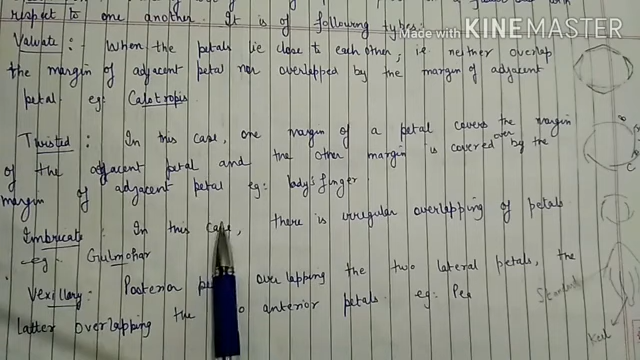 respect to one another. It is of following types:-
Made with KINEMASTER
Valvate:- When the petals lie close to each other, i.e neither overlap
the margin of adjacent petal nor overlapped by the margin of adjacent
petal eg: Calotropis
Twisted: In this case, one margin of a petal covers the margin
of the adjacent petal and the other margin is covered over by the
margin of adjacent petal eg: lady's finger.
Imbricate: In this case, there is irregular overlapping of petals
eg: Gulmohar
Vexillary: Posterior overlapping the two lateral petals, the
Standard
latter overlapping the anterior petals eg: Pea
Keel